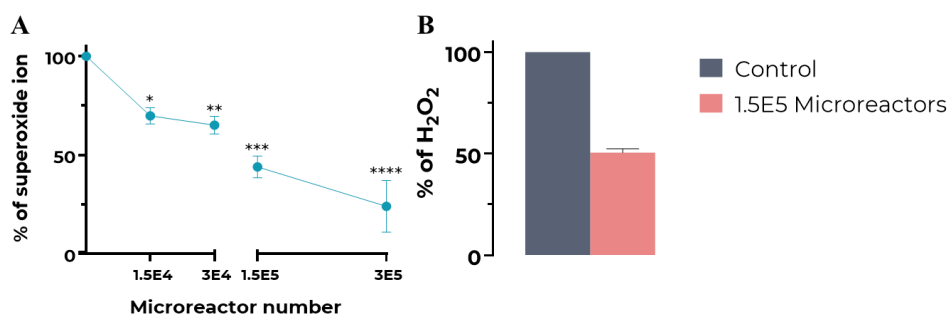 A
% of superoxide ion
100
50
0
*
**
***
****
1.5E4
3E4
1.5E5
3E5
Microreactor number
B
% of H₂O₂
100
50
0
Control
1.5E5 Microreactors